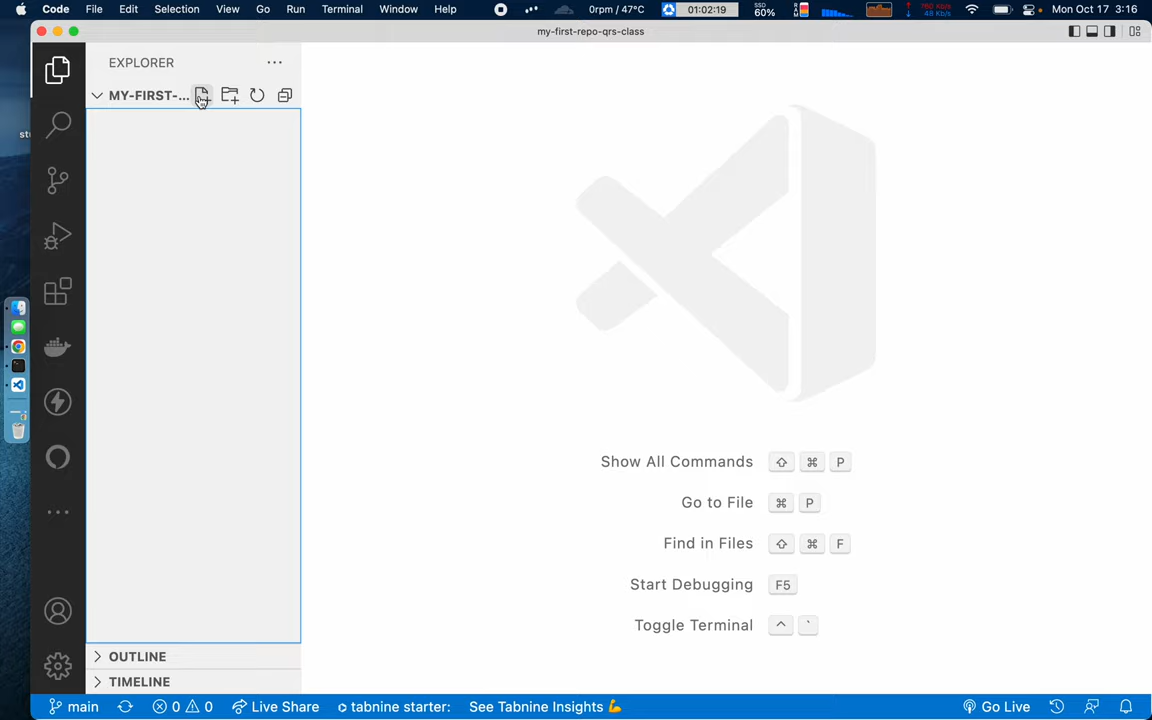 Code File Edit Selection View Go Run Terminal Window Help ••• 0rpm / 47°C 01:02:19 SSD 60% 48 Kb/s Mon Oct 17 3:16
my-first-repo-qrs-class
EXPLORER ···
MY-FIRST-...
Show All Commands ⇧ ⌘ P
Go to File ⌘ P
Find in Files ⇧ ⌘ F
Start Debugging F5
Toggle Terminal ^ `
OUTLINE
TIMELINE
main 0 0 Live Share tabnine starter: See Tabnine Insights 💪 Go Live